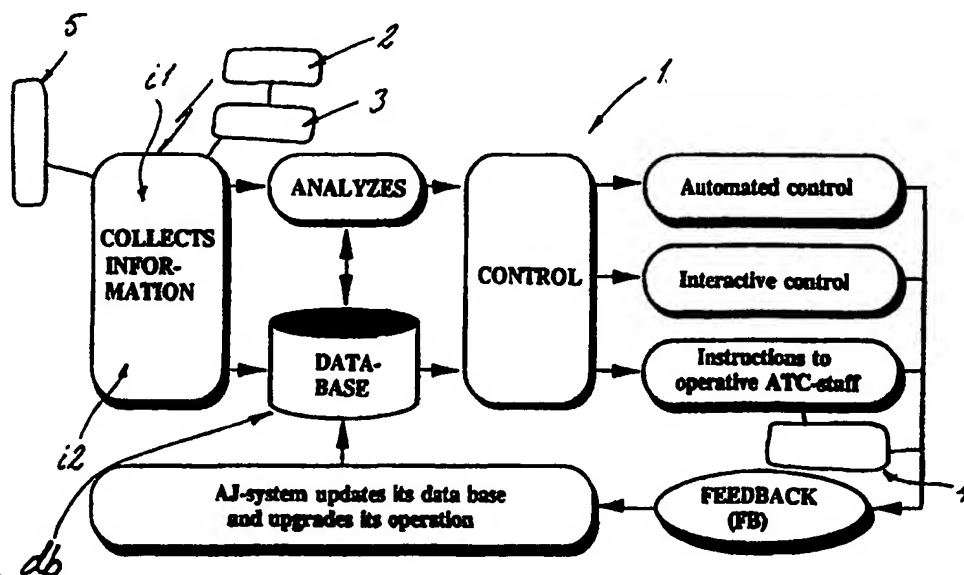 5
i1
2
3
1.
ANALYZES
COLLECTS
INFOR-
MATION
CONTROL
Automated control
Interactive control
Instructions to
operative ATC-staff
DATA-
BASE
i2
db
AJ-system updates its data base
and upgrades its operation
FEEDBACK
(FB)
4